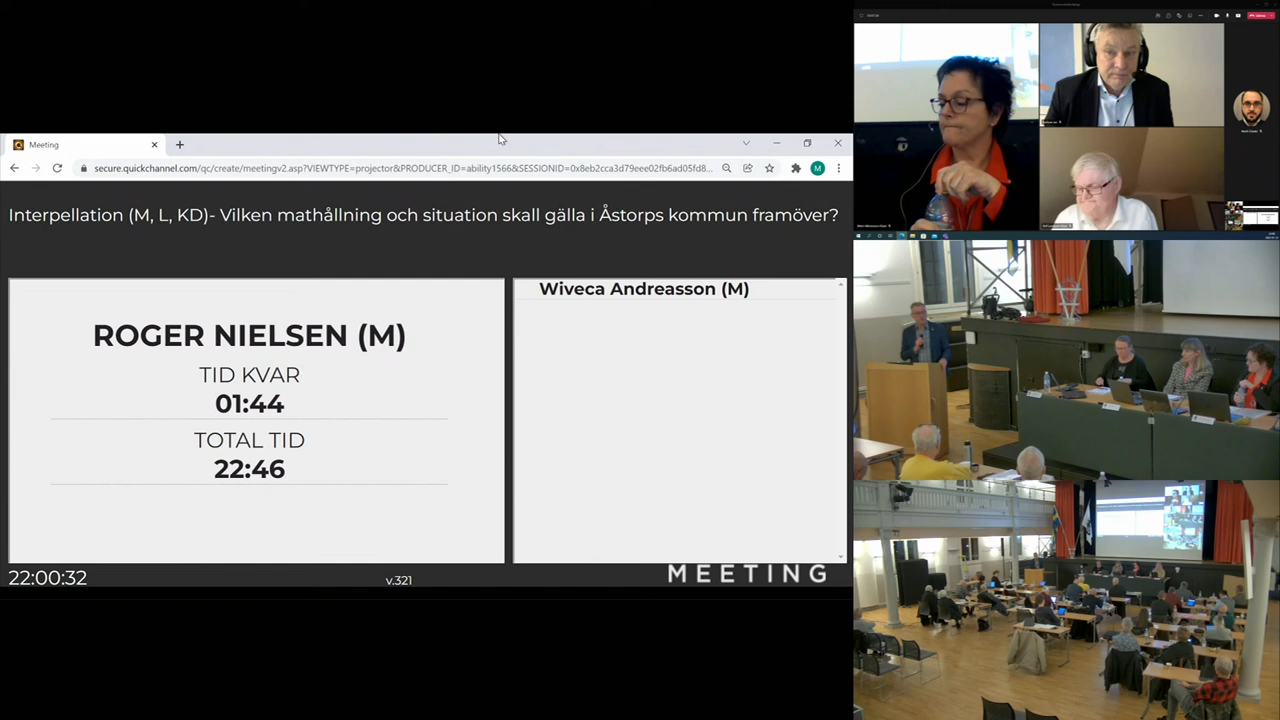 Meeting
secure.quickchannel.com/qc/create/meetingv2.asp?VIEWTYPE=projector&PRODUCER_ID=ability1566&SESSIONID=0x8eb2cca3d79eee02fb6ad05fd8...
M
Interpellation (M, L, KD)- Vilken mathållning och situation skall gälla i Åstorps kommun framöver?
ROGER NIELSEN (M)
TID KVAR
01:44
TOTAL TID
22:46
Wiveca Andreasson (M)
22:00:32
v.321
MEETING